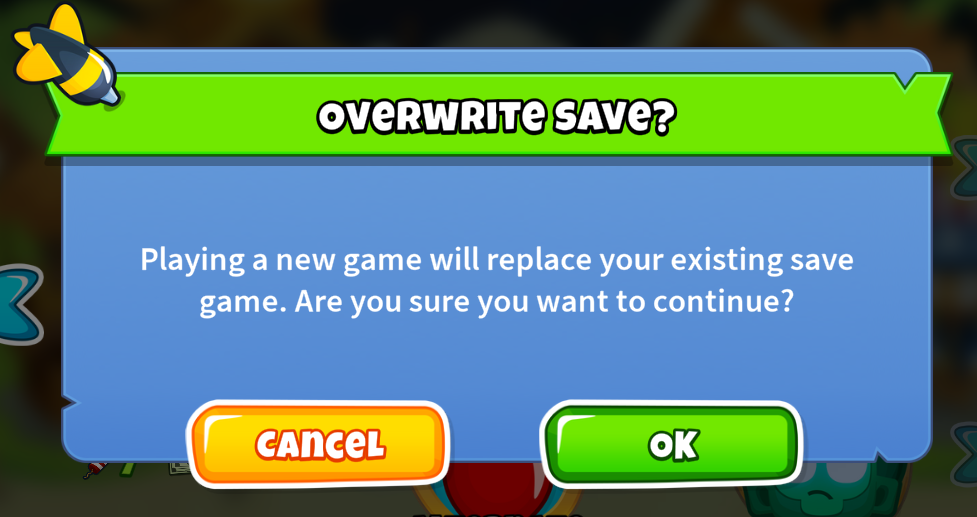 OVERWRITE SAVE?
Playing a new game will replace your existing save
game. Are you sure you want to continue?
CANCEL
OK